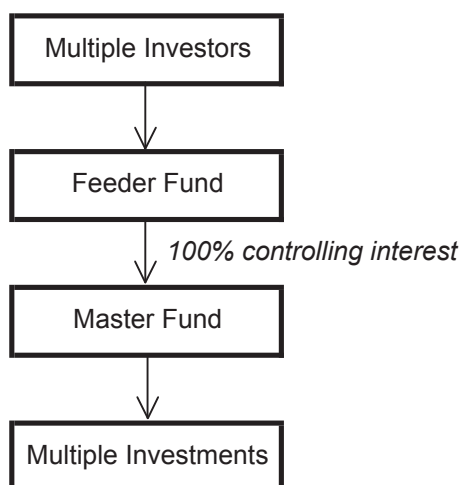 Multiple Investors
Feeder Fund
100% controlling interest
Master Fund
Multiple Investments